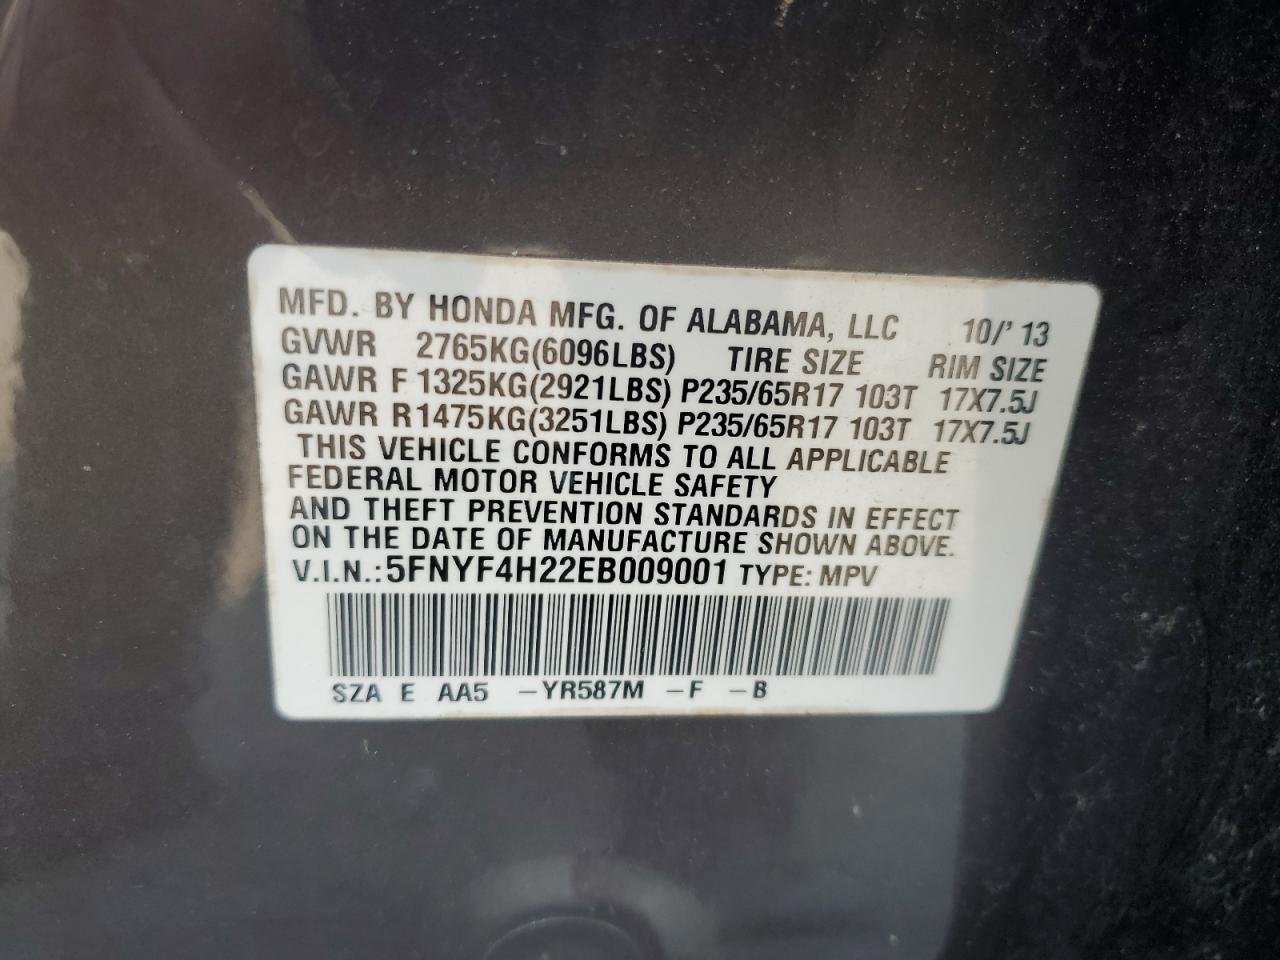 MFD. BY HONDA MFG. OF ALABAMA, LLC 10/' 13
GVWR 2765KG(6096LBS) TIRE SIZE RIM SIZE
GAWR F 1325KG(2921LBS) P235/65R17 103T 17X7.5J
GAWR R 1475KG(3251LBS) P235/65R17 103T 17X7.5J
THIS VEHICLE CONFORMS TO ALL APPLICABLE
FEDERAL MOTOR VEHICLE SAFETY
AND THEFT PREVENTION STANDARDS IN EFFECT
ON THE DATE OF MANUFACTURE SHOWN ABOVE.
V.I.N.: 5FNYF4H22EB009001 TYPE: MPV
SZA E AA5 -YR587M -F -B